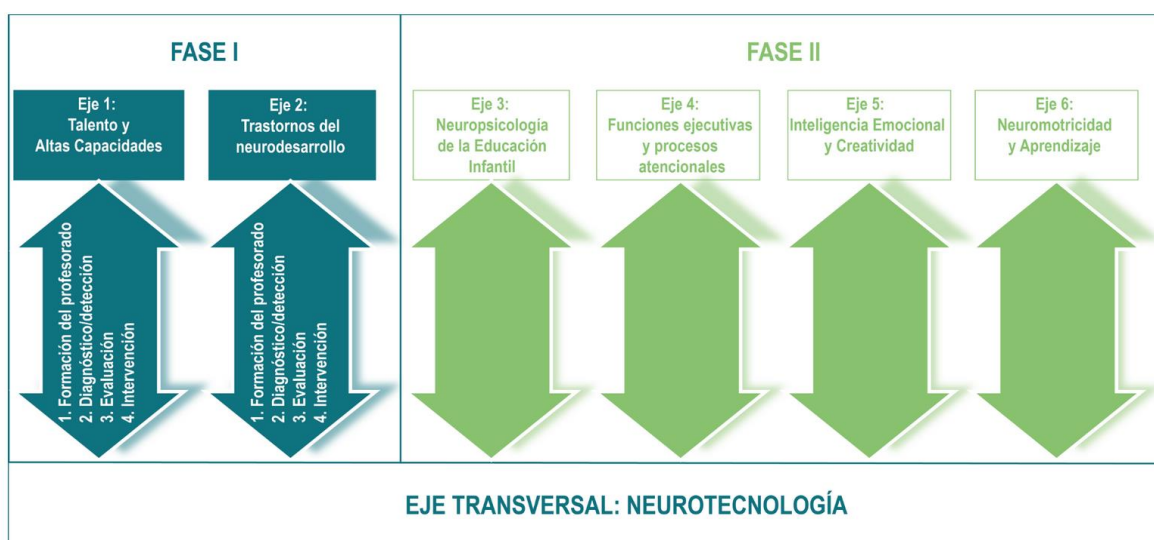 FASE I
Eje 1:
Talento y
Altas Capacidades
Eje 2:
Trastornos del
neurodesarrollo
1. Formación del profesorado
2. Diagnóstico/detección
3. Evaluación
4. Intervención
1. Formación del profesorado
2. Diagnóstico/detección
3. Evaluación
4. Intervención
FASE II
Eje 3:
Neuropsicología
de la Educación
Infantil
Eje 4:
Funciones ejecutivas
y procesos
atencionales
Eje 5:
Inteligencia Emocional
y Creatividad
Eje 6:
Neuromotricidad
y Aprendizaje
EJE TRANSVERSAL: NEUROTECNOLOGÍA